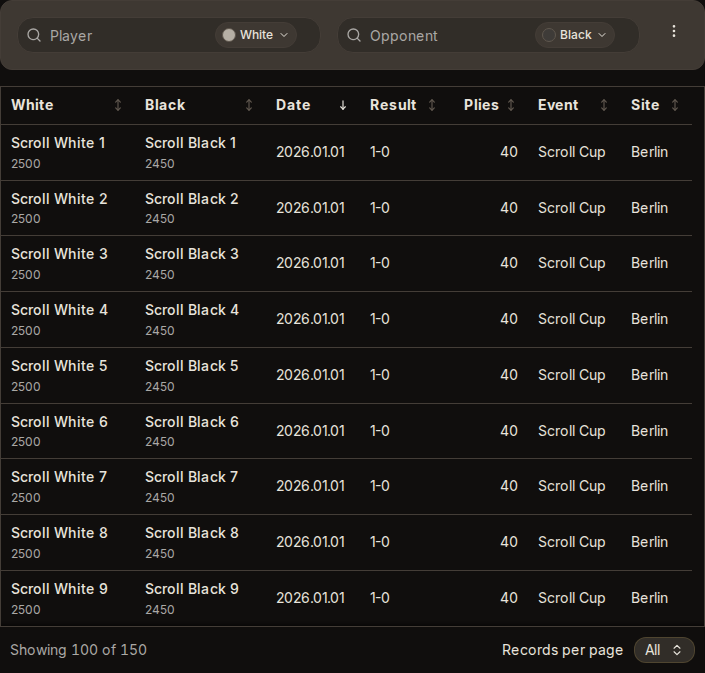 Player White Opponent Black
White Black Date Result Plies Event Site
Scroll White 1 Scroll Black 1 2026.01.01 1-0 40 Scroll Cup Berlin
2500 2450
Scroll White 2 Scroll Black 2 2026.01.01 1-0 40 Scroll Cup Berlin
2500 2450
Scroll White 3 Scroll Black 3 2026.01.01 1-0 40 Scroll Cup Berlin
2500 2450
Scroll White 4 Scroll Black 4 2026.01.01 1-0 40 Scroll Cup Berlin
2500 2450
Scroll White 5 Scroll Black 5 2026.01.01 1-0 40 Scroll Cup Berlin
2500 2450
Scroll White 6 Scroll Black 6 2026.01.01 1-0 40 Scroll Cup Berlin
2500 2450
Scroll White 7 Scroll Black 7 2026.01.01 1-0 40 Scroll Cup Berlin
2500 2450
Scroll White 8 Scroll Black 8 2026.01.01 1-0 40 Scroll Cup Berlin
2500 2450
Scroll White 9 Scroll Black 9 2026.01.01 1-0 40 Scroll Cup Berlin
2500 2450
Showing 100 of 150 Records per page All